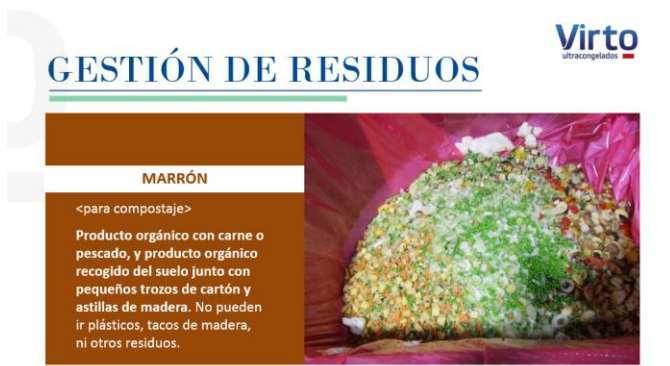 Virto
ultracongelados
GESTIÓN DE RESIDUOS
MARRÓN
<para compostaje>
Producto orgánico con carne o
pescado, y producto orgánico
recogido del suelo junto con
pequeños trozos de cartón y
astillas de madera. No pueden
ir plásticos, tacos de madera,
ni otros residuos.